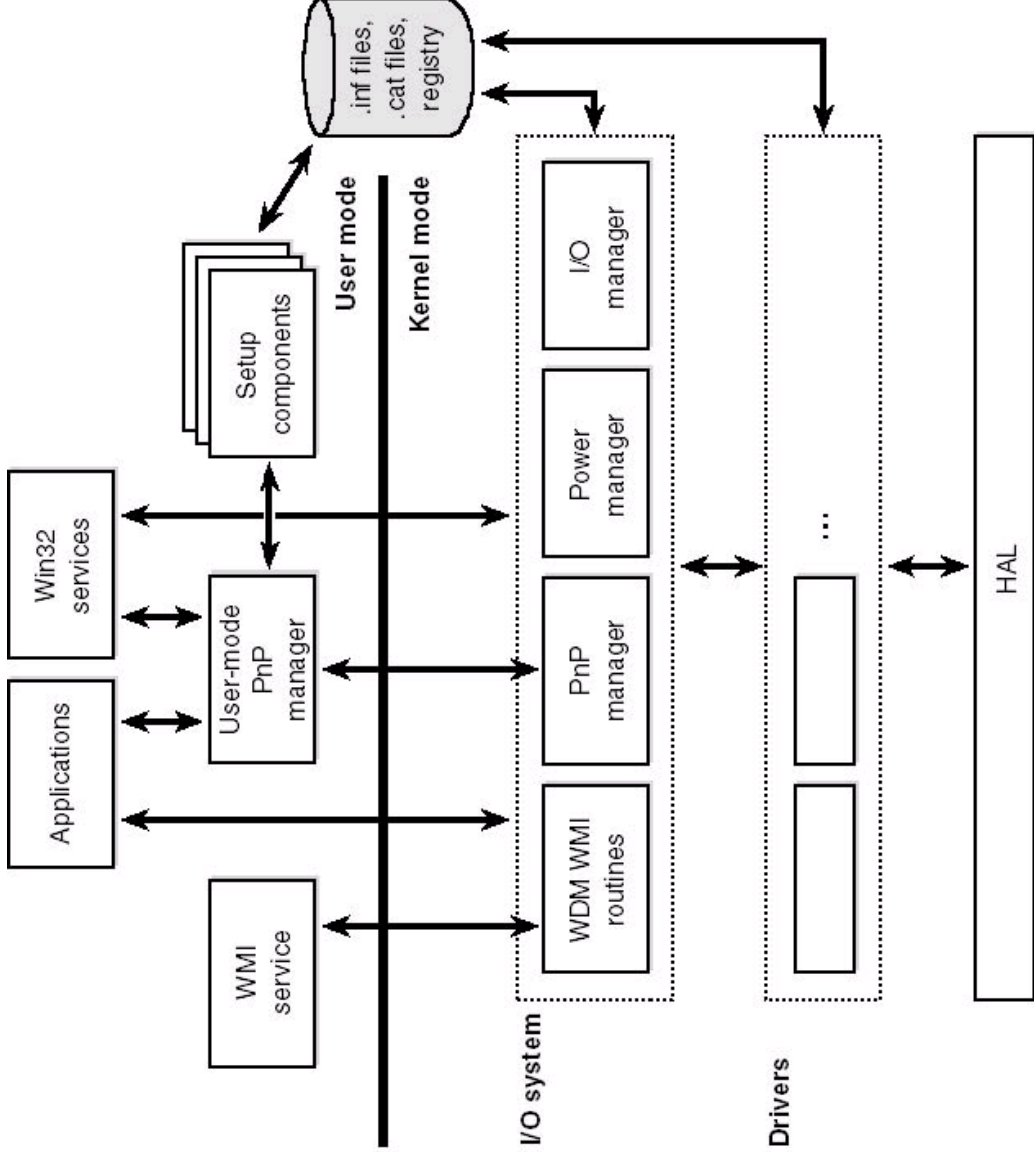 Applications
Win32
services
WMI
service
User-mode
PnP
manager
Setup
components
.inf files,
.cat files,
registry
User mode
Kernel mode
I/O system
WDM WMI
routines
PnP
manager
Power
manager
I/O
manager
Drivers
...
HAL